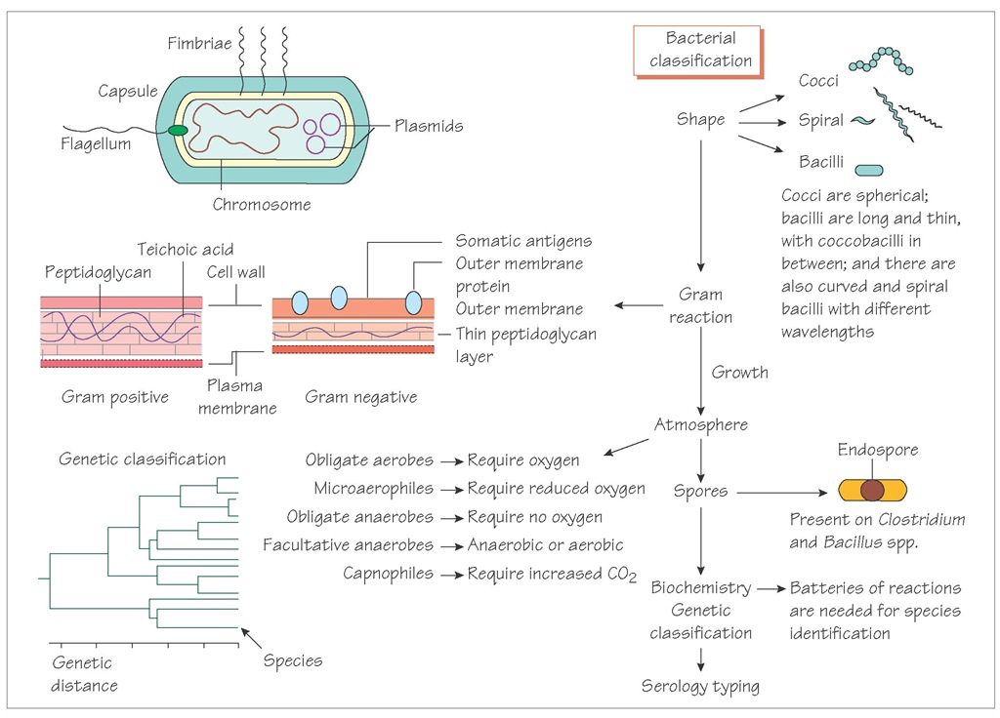 Fimbriae
Capsule
Flagellum
Plasmids
Chromosome
Bacterial
classification
Shape
Cocci
Spiral
Bacilli
Cocci are spherical;
bacilli are long and thin,
with coccobacilli in
between; and there are
also curved and spiral
bacilli with different
wavelengths
Teichoic acid
Peptidoglycan
Cell wall
Somatic antigens
Outer membrane
protein
Outer membrane
Thin peptidoglycan
layer
Plasma
membrane
Gram positive
Gram negative
Gram
reaction
Growth
Atmosphere
Obligate aerobes
Require oxygen
Microaerophiles
Require reduced oxygen
Obligate anaerobes
Require no oxygen
Facultative anaerobes
Anaerobic or aerobic
Capnophiles
Require increased CO₂
Spores
Endospore
Present on Clostridium
and Bacillus spp.
Biochemistry
Genetic
classification
Batteries of reactions
are needed for species
identification
Serology typing
Genetic classification
Species
Genetic
distance